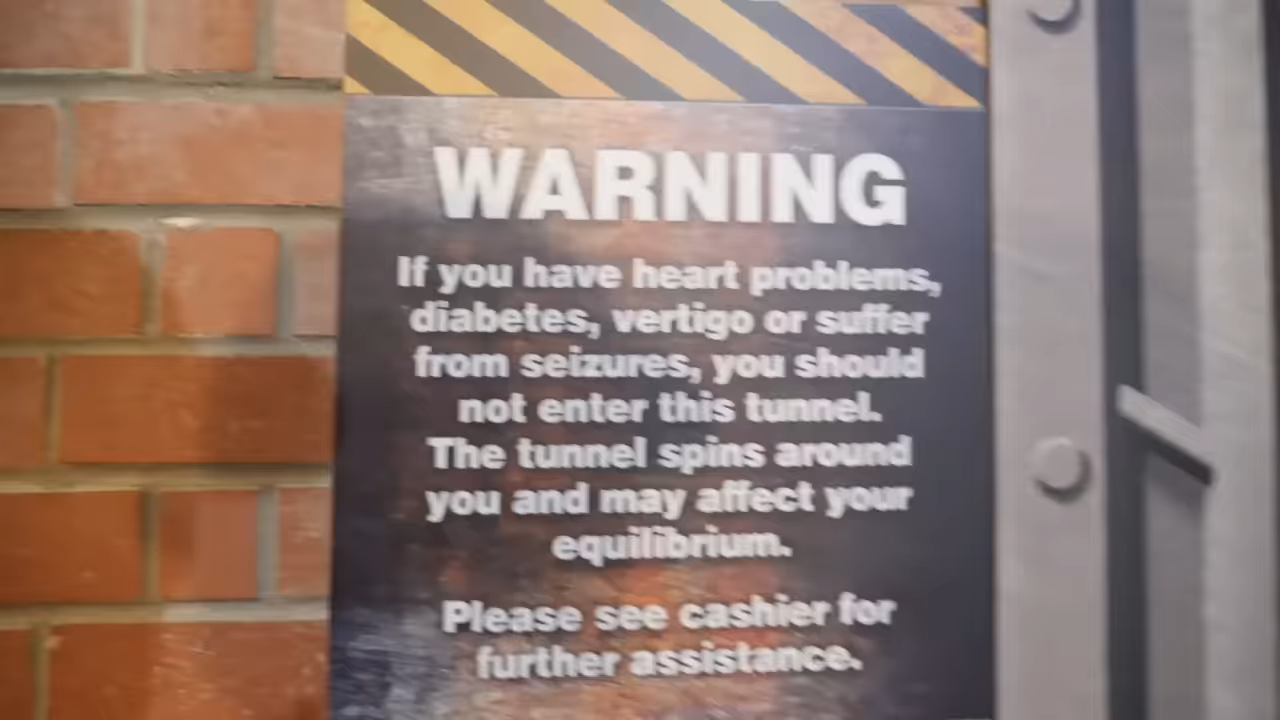 WARNING
If you have heart problems,
diabetes, vertigo or suffer
from seizures, you should
not enter this tunnel.
The tunnel spins around
you and may affect your
equilibrium.
Please see cashier for
further assistance.